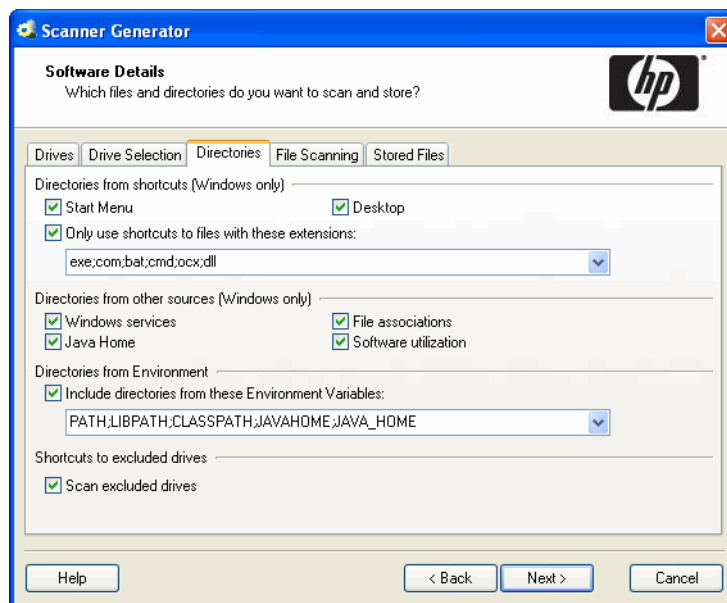 Scanner Generator
Software Details
Which files and directories do you want to scan and store?
hp
Drives Drive Selection Directories File Scanning Stored Files
Directories from shortcuts (Windows only)
Start Menu Desktop
Only use shortcuts to files with these extensions:
exe;com;bat;cmd;ocx;dll
Directories from other sources (Windows only)
Windows services File associations
Java Home Software utilization
Directories from Environment
Include directories from these Environment Variables:
PATH;LIBPATH;CLASSPATH;JAVAHOME;JAVA_HOME
Shortcuts to excluded drives
Scan excluded drives
Help < Back Next > Cancel